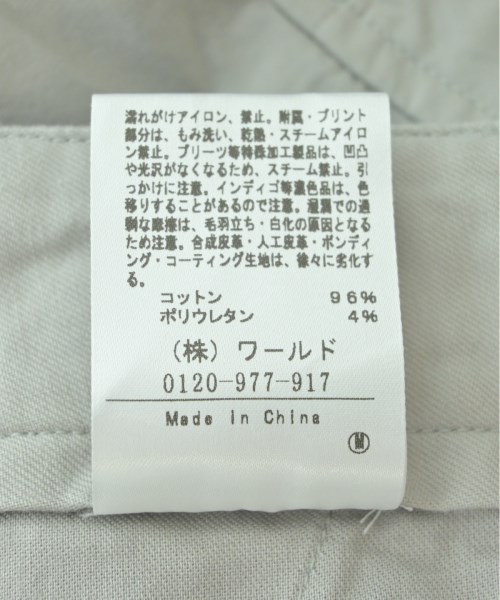 濡れがけアイロン、禁止。附属・プリント
部分は、もみ洗い、乾熱・スチームアイロ
ン禁止。プリーツ等特殊加工製品は、凹凸
や光沢がなくなるため、スチーム禁止。引
っかけに注意。インディゴ等濃色品は、色
移りすることがあるので注意。湿潤での過
剰な摩擦は、毛羽立ち・白化の原因となる
ため注意。合成皮革・人工皮革・ボンディ
ング・コーティング生地は、徐々に劣化す
る。
コットン 96%
ポリウレタン 4%
（株）ワールド
0120-977-917
Made in China
M